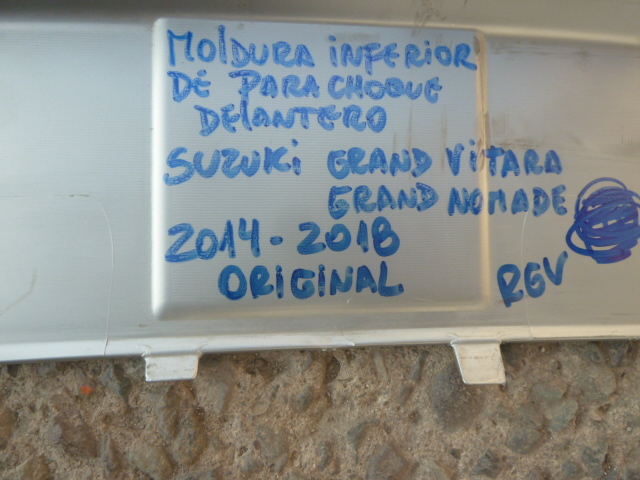 MOLDURA INFERIOR
DE PARACHOQUE
DELANTERO
SUZUKI GRAND VITARA
GRAND NOMADE
2014-2018
ORIGINAL
REV